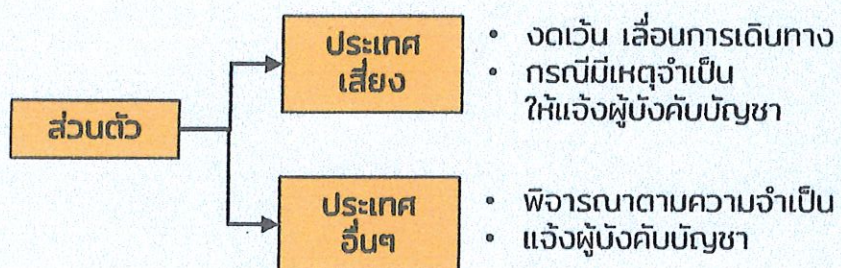 ส่วนตัว
ประเทศ
เสี่ยง
• งดเว้น เลื่อนการเดินทาง
• กรณีมีเหตุจำเป็น
ให้แจ้งผู้บังคับบัญชา
ประเทศ
อื่นๆ
• พิจารณาตามความจำเป็น
• แจ้งผู้บังคับบัญชา